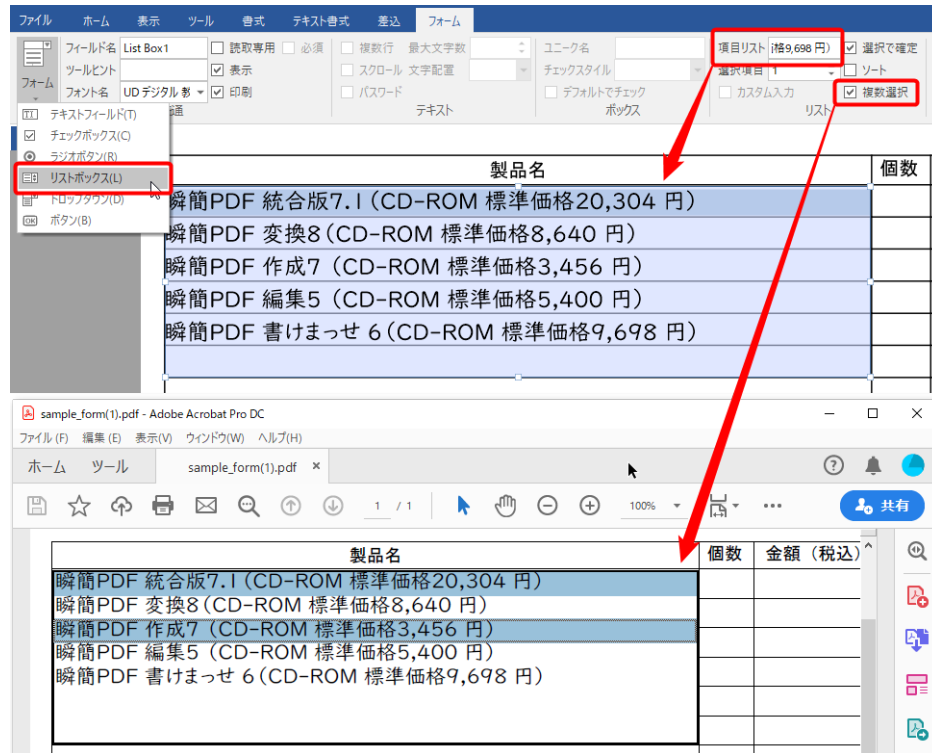 ファイル ホーム 表示 ツール 書式 テキスト書式 差込 フォーム
フィールド名 List Box1 読取専用 必須 複数行 最大文字数 ユニーク名 項目リスト 格9,698 円) 選択で確定
ツールヒント 表示 スクロール 文字配置 チェックスタイル 選択項目 1 ソート
フォーム フォント名 UDデジタル 教 印刷 パスワード デフォルトでチェック カスタム入力 複数選択
通 テキスト ボックス リスト
テキストフィールド(T)
チェックボックス(C)
ラジオボタン(R)
リストボックス(L)
ドロップダウン(D)
OK ボタン(B)
製品名 個数
瞬簡PDF 統合版7.1(CD-ROM 標準価格20,304 円)
瞬簡PDF 変換8(CD-ROM 標準価格8,640 円)
瞬簡PDF 作成7 (CD-ROM 標準価格3,456 円)
瞬簡PDF 編集5 (CD-ROM 標準価格5,400 円)
瞬簡PDF 書けまっせ 6(CD-ROM 標準価格9,698 円)
sample_form(1).pdf - Adobe Acrobat Pro DC
ファイル(F) 編集(E) 表示(V) ウィンドウ(W) ヘルプ(H)
ホーム ツール sample_form(1).pdf ×
1 / 1 100% 共有
製品名 個数 金額(税込)
瞬簡PDF 統合版7.1(CD-ROM 標準価格20,304 円)
瞬簡PDF 変換8(CD-ROM 標準価格8,640 円)
瞬簡PDF 作成7 (CD-ROM 標準価格3,456 円)
瞬簡PDF 編集5 (CD-ROM 標準価格5,400 円)
瞬簡PDF 書けまっせ 6(CD-ROM 標準価格9,698 円)